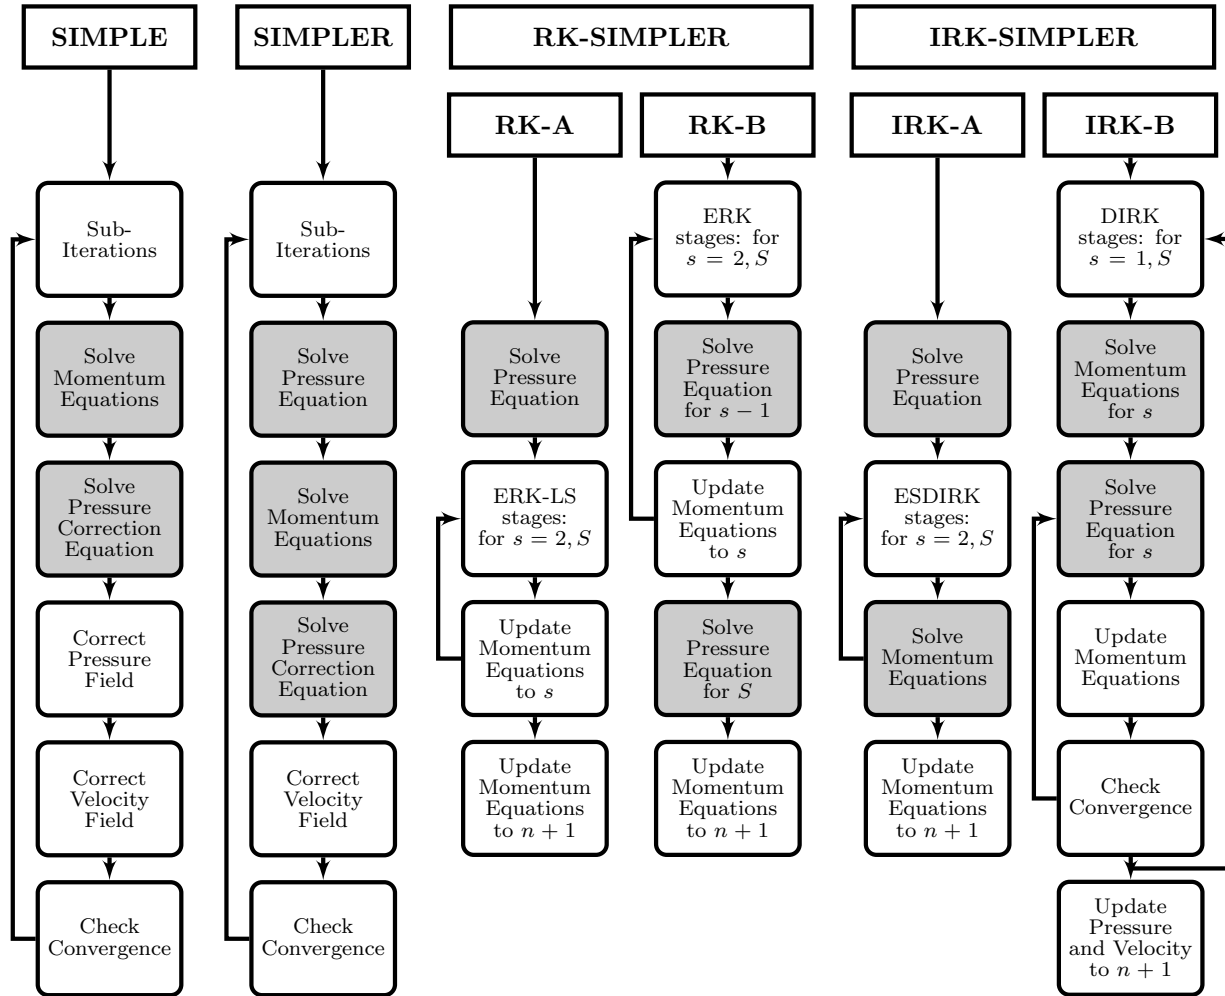 SIMPLE
SIMPLER
RK-SIMPLER
IRK-SIMPLER
RK-A
RK-B
IRK-A
IRK-B
Sub-
Iterations
Solve
Momentum
Equations
Solve
Pressure
Correction
Equation
Correct
Pressure
Field
Correct
Velocity
Field
Check
Convergence
Sub-
Iterations
Solve
Pressure
Equation
Solve
Momentum
Equations
Solve
Pressure
Correction
Equation
Correct
Velocity
Field
Check
Convergence
Solve
Pressure
Equation
ERK-LS
stages:
for s = 2, S
Update
Momentum
Equations
to s
Update
Momentum
Equations
to n + 1
ERK
stages: for
s = 2, S
Solve
Pressure
Equation
for s − 1
Update
Momentum
Equations
to s
Solve
Pressure
Equation
for S
Update
Momentum
Equations
to n + 1
Solve
Pressure
Equation
ESDIRK
stages:
for s = 2, S
Solve
Momentum
Equations
Update
Momentum
Equations
to n + 1
DIRK
stages: for
s = 1, S
Solve
Momentum
Equations
for s
Solve
Pressure
Equation
for s
Update
Momentum
Equations
Check
Convergence
Update
Pressure
and Velocity
to n + 1